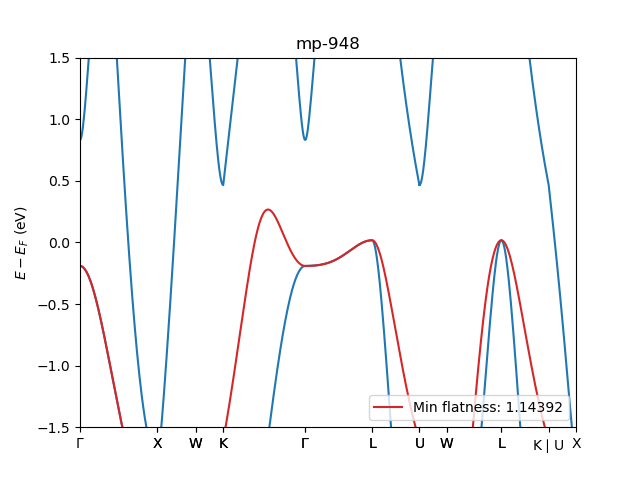 mp-948
1.5
1.0
0.5
0.0
−0.5
−1.0
−1.5
E − E_F (eV)
Min flatness: 1.14392
Γ X W K Γ L U W L K | U X